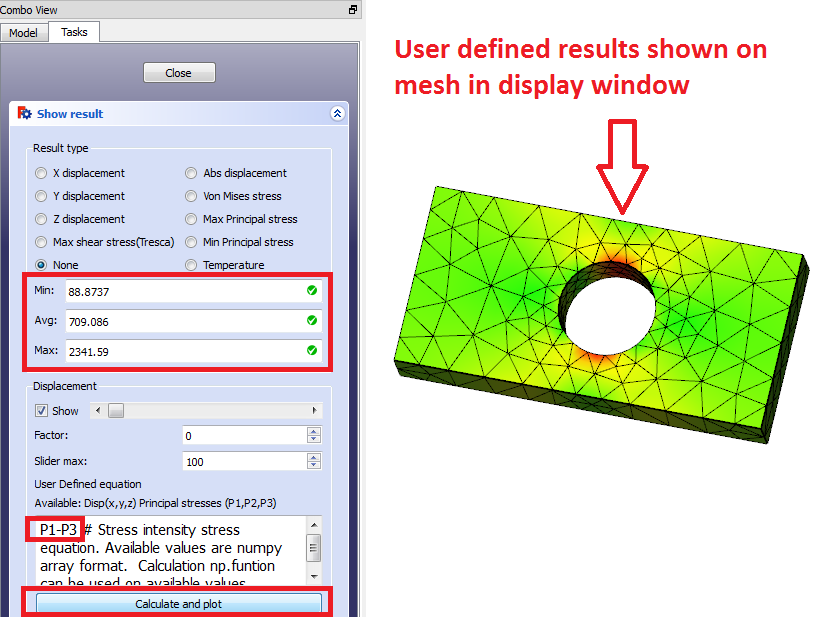 Combo View
Model Tasks
Close
Show result
Result type
X displacement Abs displacement
Y displacement Von Mises stress
Z displacement Max Principal stress
Max shear stress(Tresca) Min Principal stress
None Temperature
Min: 88.8737
Avg: 709.086
Max: 2341.59
Displacement
Show
Factor: 0
Slider max: 100
User Defined equation
Available: Disp(x,y,z) Principal stresses (P1,P2,P3)
P1-P3 # Stress intensity stress
equation. Available values are numpy
array format. Calculation np.funtion
can be used on available values
Calculate and plot
User defined results shown on
mesh in display window